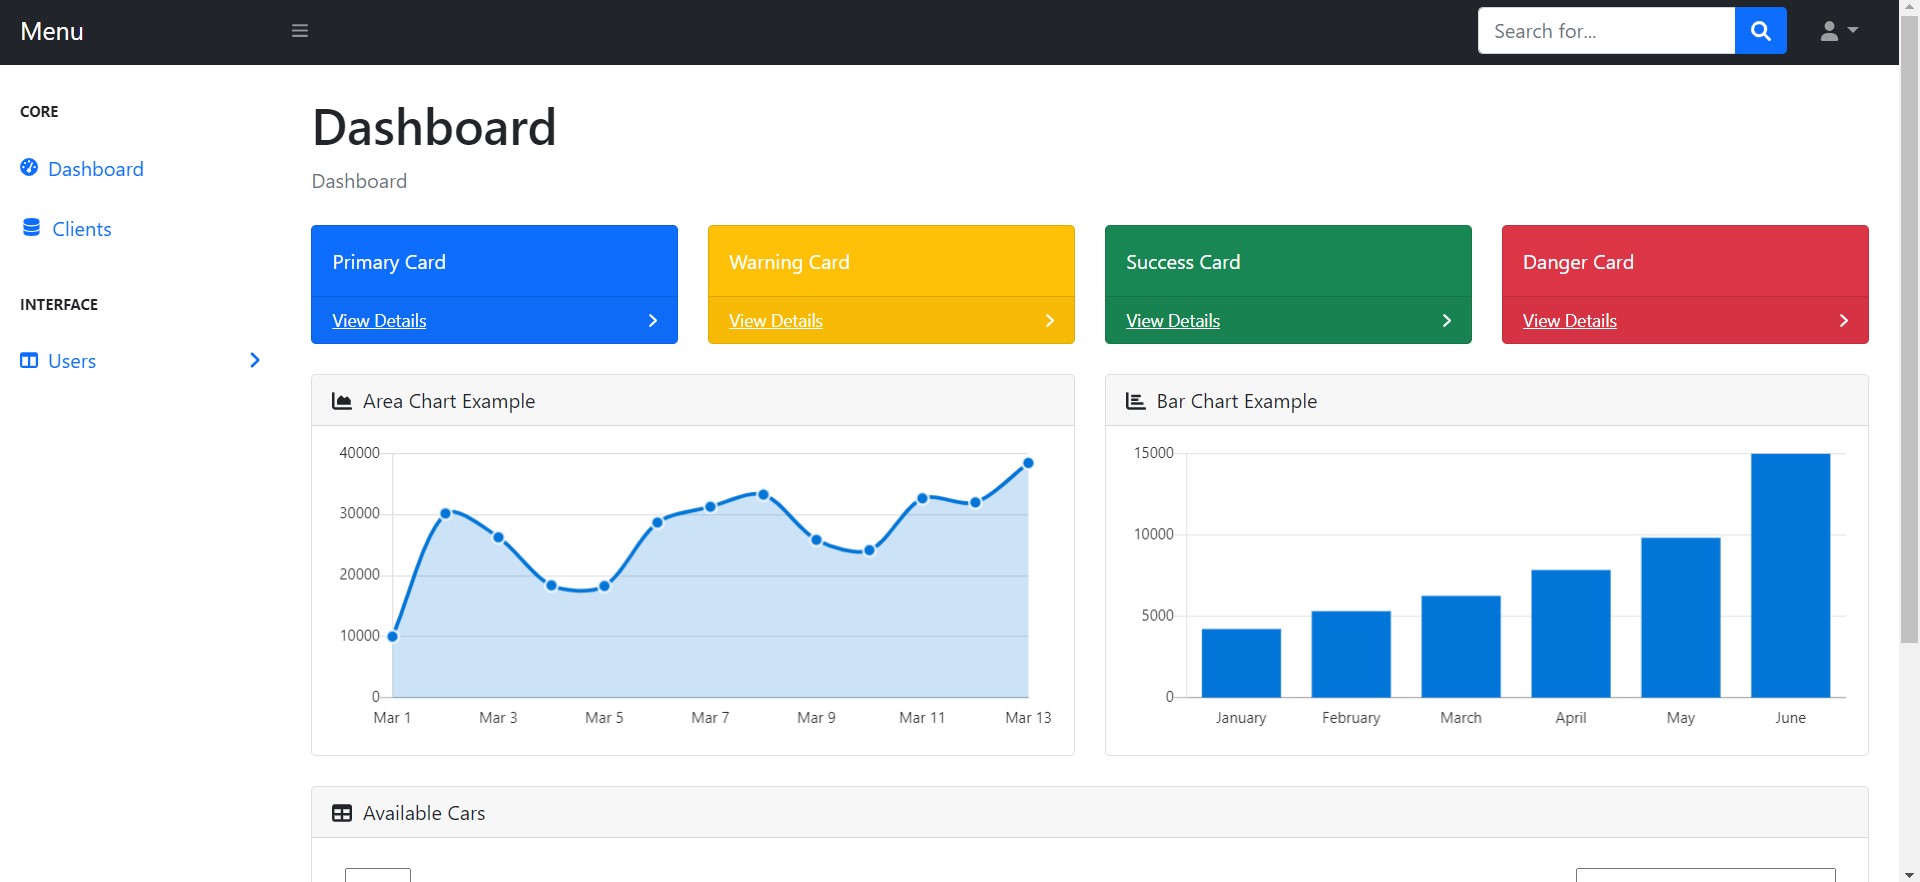 Menu
Search for...
CORE
Dashboard
Clients
INTERFACE
Users
Dashboard
Dashboard
Primary Card
View Details
Warning Card
View Details
Success Card
View Details
Danger Card
View Details
Area Chart Example
40000
30000
20000
10000
0
Mar 1 Mar 3 Mar 5 Mar 7 Mar 9 Mar 11 Mar 13
Bar Chart Example
15000
10000
5000
0
January February March April May June
Available Cars